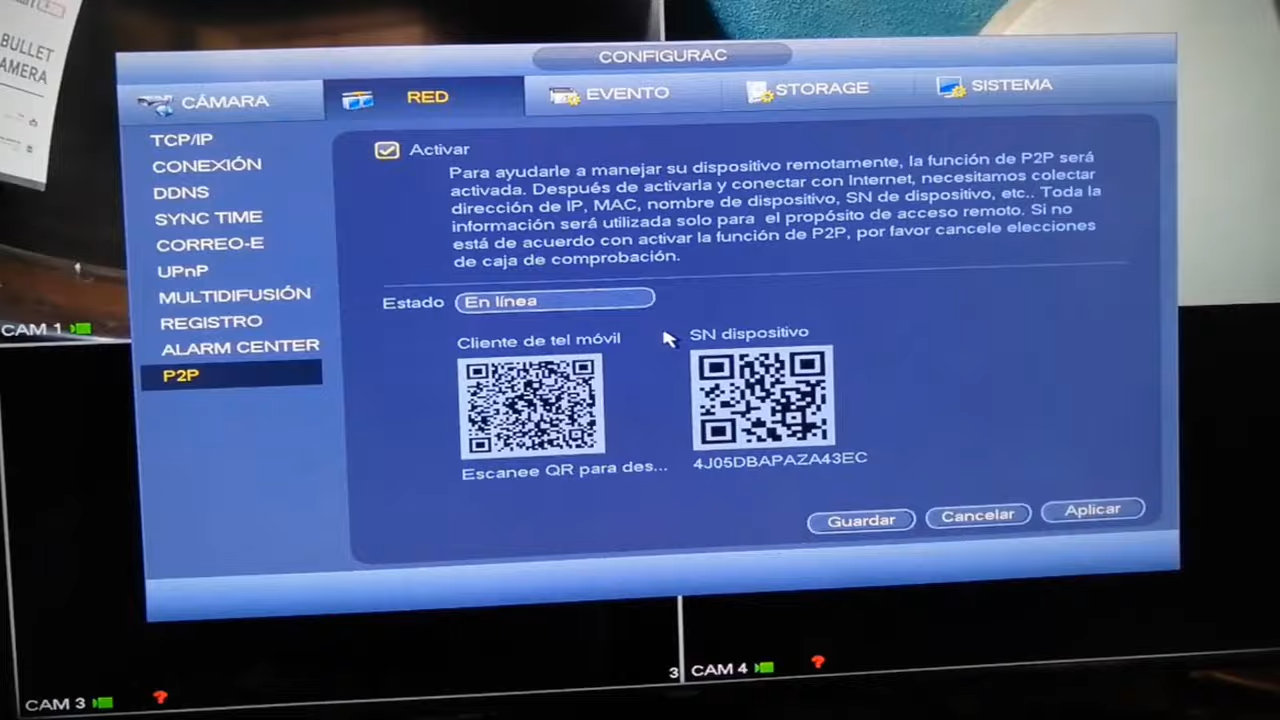 BULLET
CAMERA
CONFIGURAC
CÁMARA
RED
EVENTO
STORAGE
SISTEMA
TCP/IP
CONEXIÓN
DDNS
SYNC TIME
CORREO-E
UPnP
MULTIDIFUSIÓN
REGISTRO
ALARM CENTER
P2P
Activar
Para ayudarle a manejar su dispositivo remotamente, la función de P2P será
activada. Después de activarla y conectar con Internet, necesitamos colectar
dirección de IP, MAC, nombre de dispositivo, SN de dispositivo, etc.. Toda la
información será utilizada solo para el propósito de acceso remoto. Si no
está de acuerdo con activar la función de P2P, por favor cancele elecciones
de caja de comprobación.
Estado En línea
Cliente de tel móvil
SN dispositivo
Escanee QR para des...
4J05DBAPAZA43EC
Guardar
Cancelar
Aplicar
CAM 1
CAM 3 ?
3
CAM 4 ?